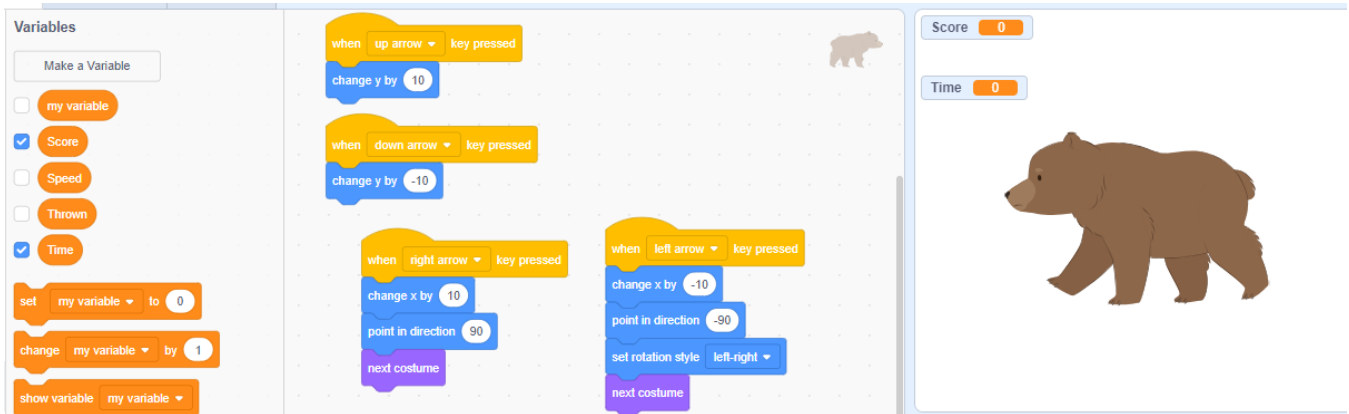 Variables
Make a Variable
my variable
Score
Speed
Thrown
Time
set my variable to 0
change my variable by 1
show variable my variable
when up arrow key pressed
change y by 10
when down arrow key pressed
change y by -10
when right arrow key pressed
change x by 10
point in direction 90
next costume
when left arrow key pressed
change x by -10
point in direction -90
set rotation style left-right
next costume
Score 0
Time 0